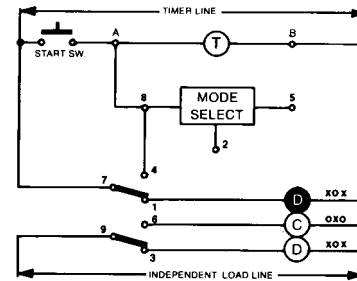 TIMER LINE
A B
START SW.
T
8 MODE SELECT 5
2
4
7
1 D XOX
6 C OXO
9
3 D XOX
INDEPENDENT LOAD LINE